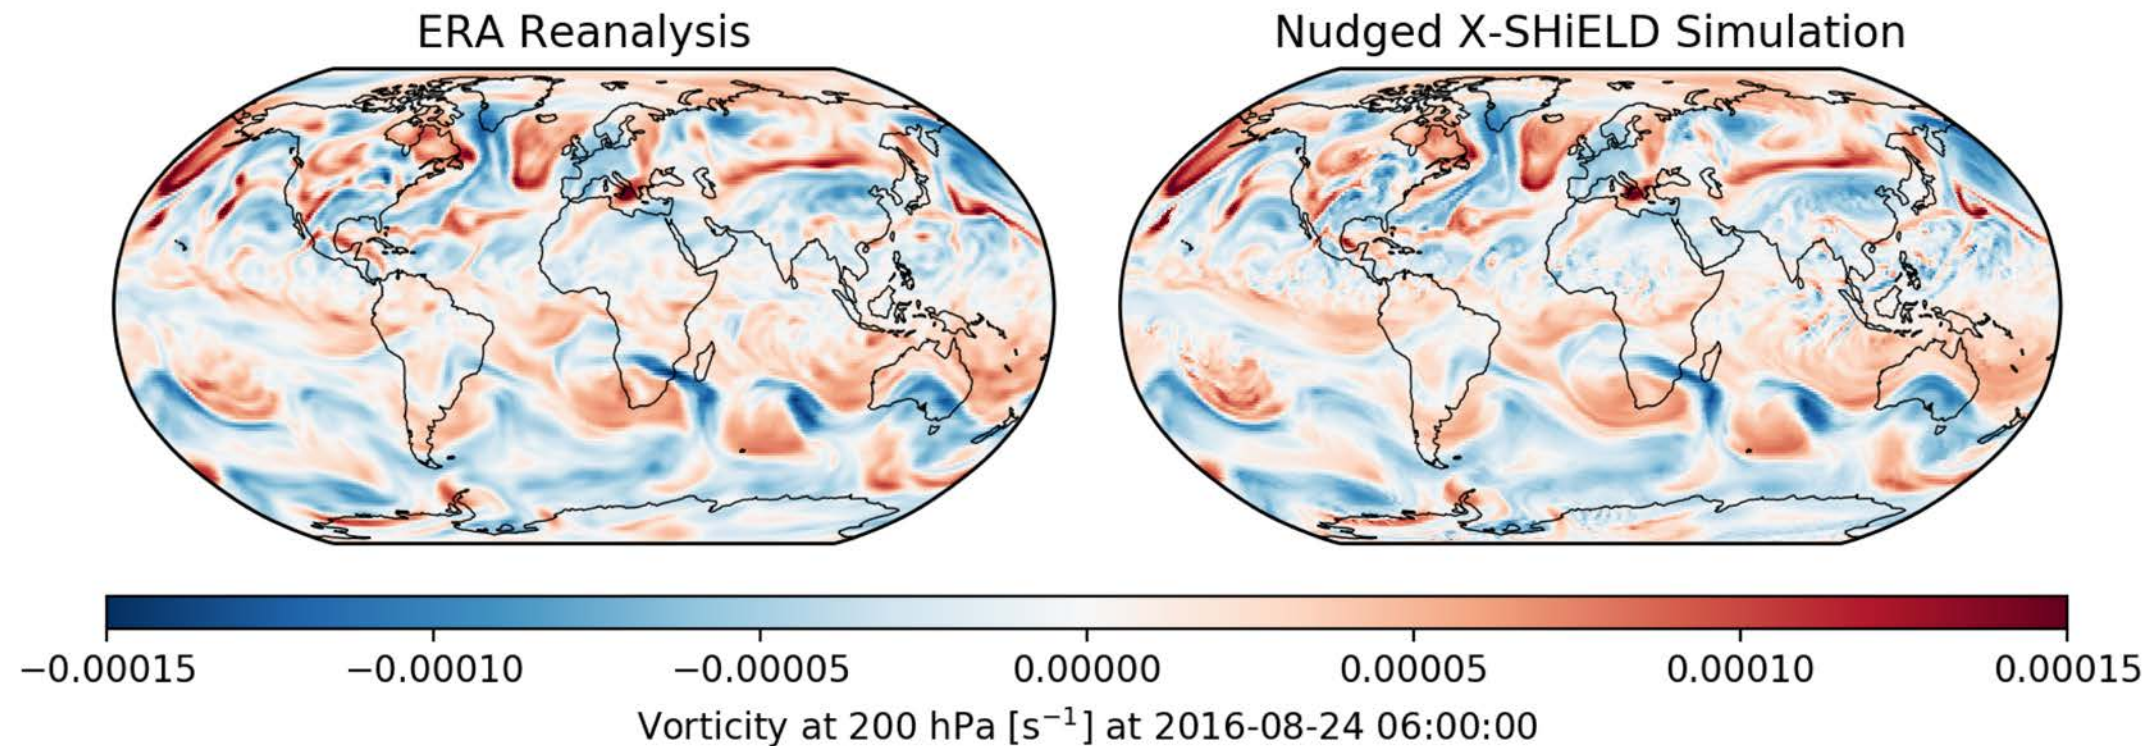 ERA Reanalysis
Nudged X-SHiELD Simulation
−0.00015 −0.00010 −0.00005 0.00000 0.00005 0.00010 0.00015
Vorticity at 200 hPa [s⁻¹] at 2016-08-24 06:00:00